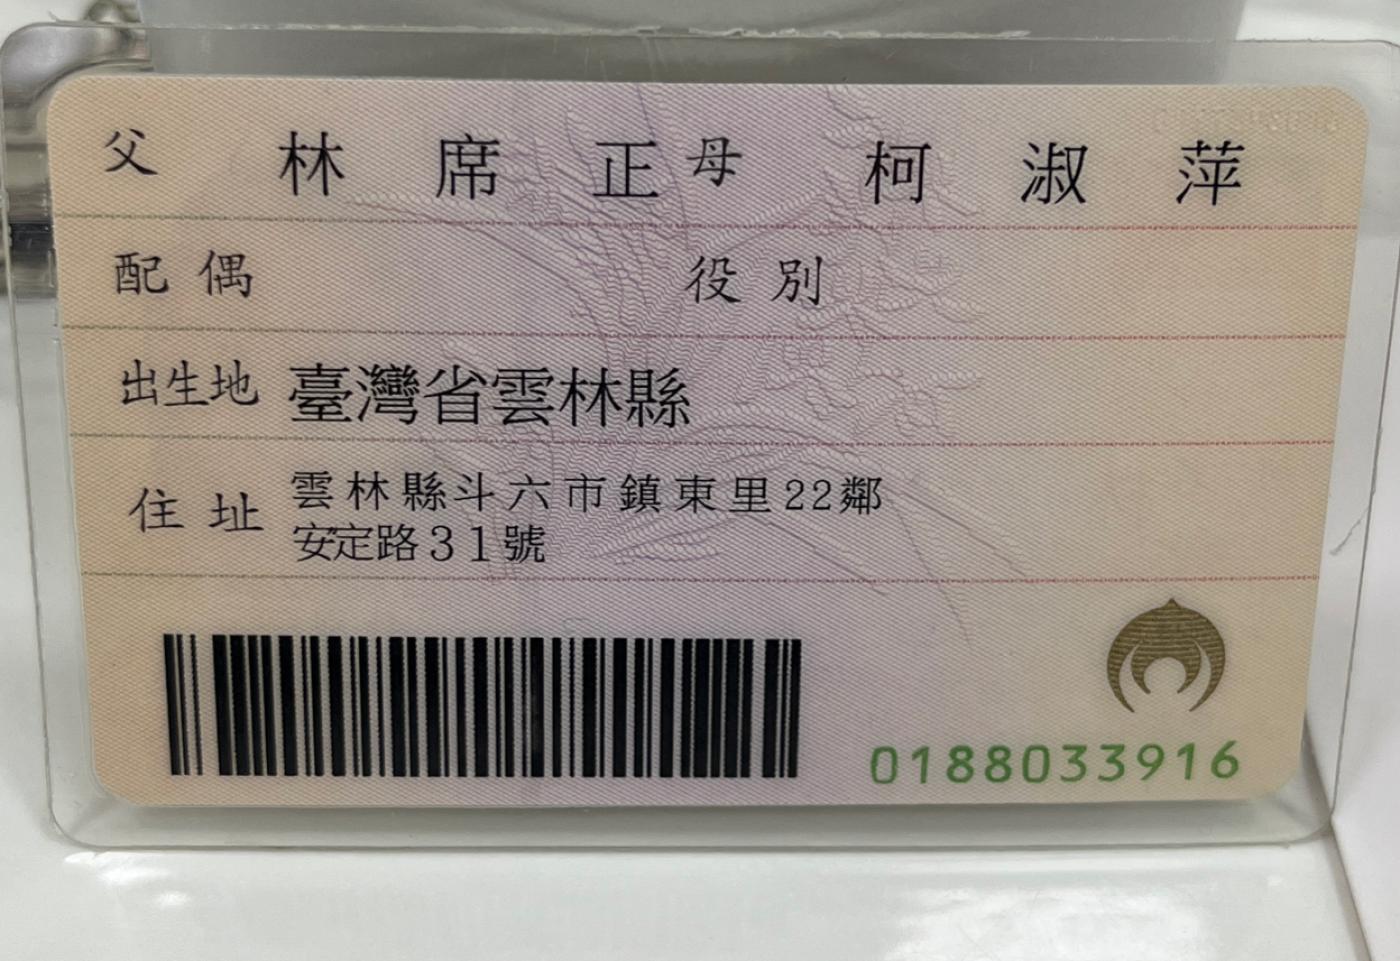 父 林席正 母 柯淑萍
配偶 役別
出生地 臺灣省雲林縣
住址 雲林縣斗六市鎮東里22鄰
安定路31號
0188033916